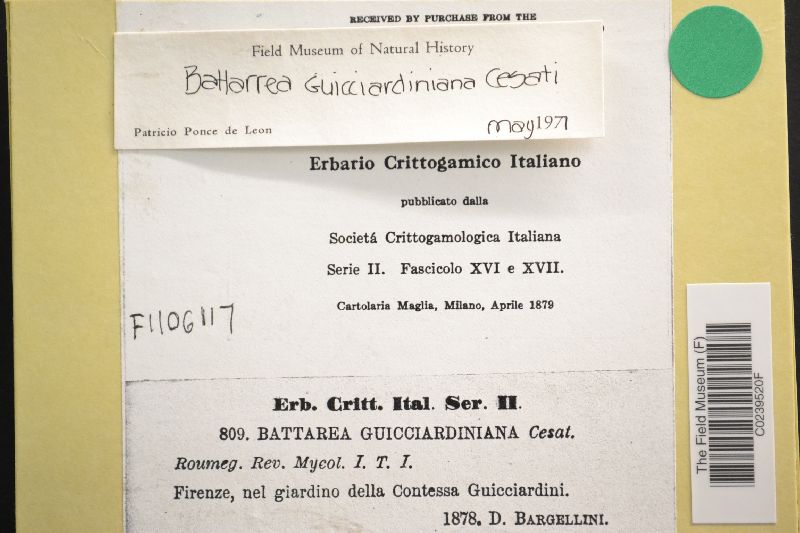 RECEIVED BY PURCHASE FROM THE
Field Museum of Natural History
Battarrea Guicciardiniana Cesati
Patricio Ponce de Leon
May 1971
Erbario Crittogamico Italiano
pubblicato dalla
Societá Crittogamologica Italiana
Serie II. Fascicolo XVI e XVII.
Cartolaria Maglia, Milano, Aprile 1879
F1106117
Erb. Critt. Ital. Ser. II.
809. BATTAREA GUICCIARDINIANA Cesat.
Roumeg. Rev. Mycol. I. T. I.
Firenze, nel giardino della Contessa Guicciardini.
1878. D. BARGELLINI.
The Field Museum (F)
C0239520F